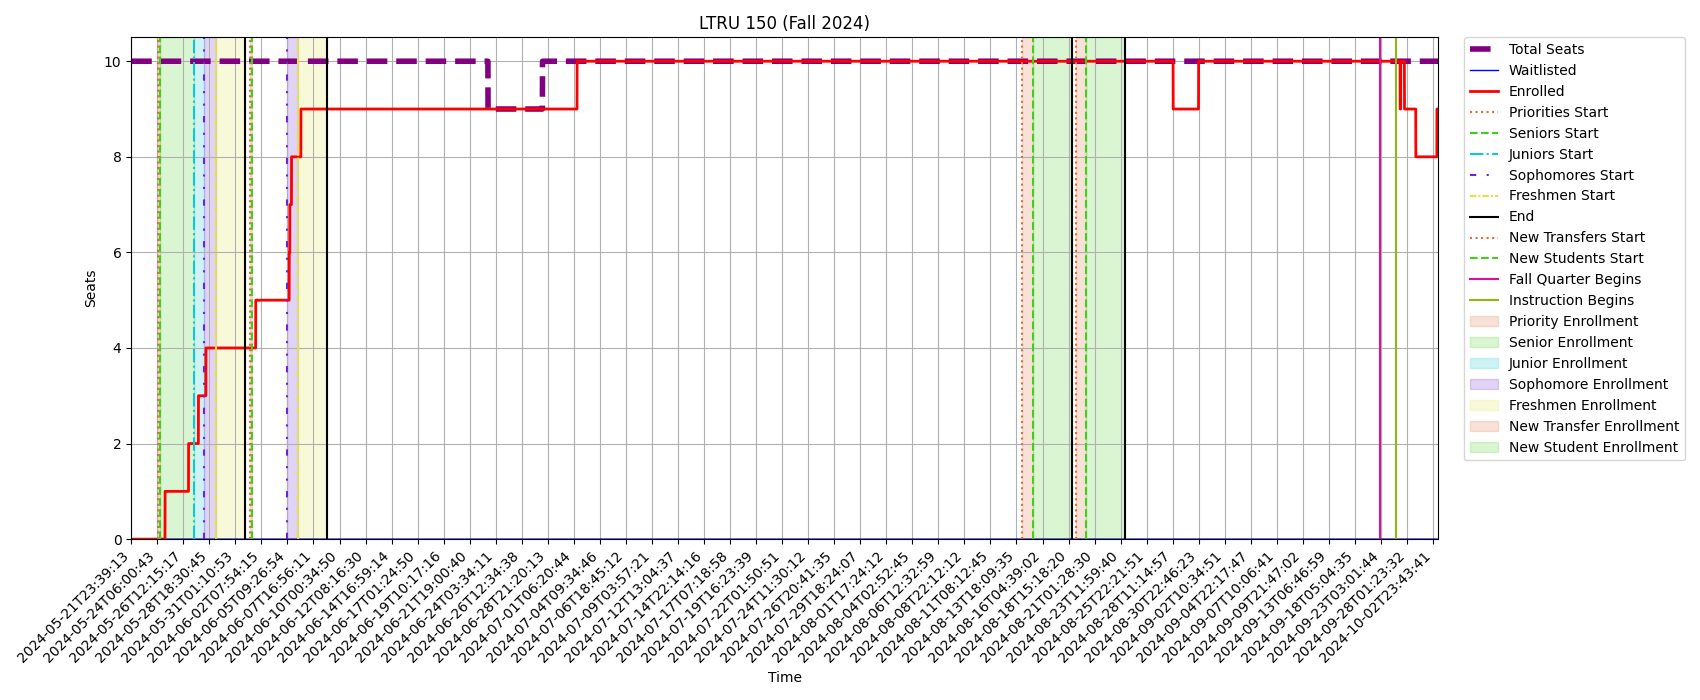 LTRU 150 (Fall 2024)
10
8
6
4
2
0
Seats
2024-05-21T23:39:13
2024-05-24T06:00:43
2024-05-26T12:15:17
2024-05-28T18:30:45
2024-05-31T01:10:53
2024-06-02T07:54:15
2024-06-05T09:26:54
2024-06-07T16:56:11
2024-06-10T00:34:50
2024-06-12T08:16:30
2024-06-14T16:59:14
2024-06-17T01:24:50
2024-06-19T10:17:16
2024-06-21T19:00:40
2024-06-24T03:34:11
2024-06-26T12:34:38
2024-06-28T21:20:13
2024-07-01T06:20:44
2024-07-04T09:34:46
2024-07-06T18:45:12
2024-07-09T03:57:21
2024-07-12T13:04:37
2024-07-14T22:14:16
2024-07-17T07:18:58
2024-07-19T16:23:39
2024-07-22T01:50:51
2024-07-24T11:30:12
2024-07-26T20:41:35
2024-07-29T18:24:07
2024-08-01T17:24:12
2024-08-04T02:52:45
2024-08-06T12:32:59
2024-08-08T22:12:12
2024-08-11T08:12:45
2024-08-13T18:09:35
2024-08-16T04:39:02
2024-08-18T15:18:20
2024-08-21T01:28:30
2024-08-23T11:59:40
2024-08-25T22:21:51
2024-08-28T11:14:57
2024-08-30T22:46:23
2024-09-02T10:34:51
2024-09-04T22:17:47
2024-09-07T10:06:41
2024-09-09T21:47:02
2024-09-13T06:46:59
2024-09-18T05:04:35
2024-09-23T03:01:44
2024-09-28T01:23:32
2024-10-02T23:43:41
Time
Total Seats
Waitlisted
Enrolled
Priorities Start
Seniors Start
Juniors Start
Sophomores Start
Freshmen Start
End
New Transfers Start
New Students Start
Fall Quarter Begins
Instruction Begins
Priority Enrollment
Senior Enrollment
Junior Enrollment
Sophomore Enrollment
Freshmen Enrollment
New Transfer Enrollment
New Student Enrollment